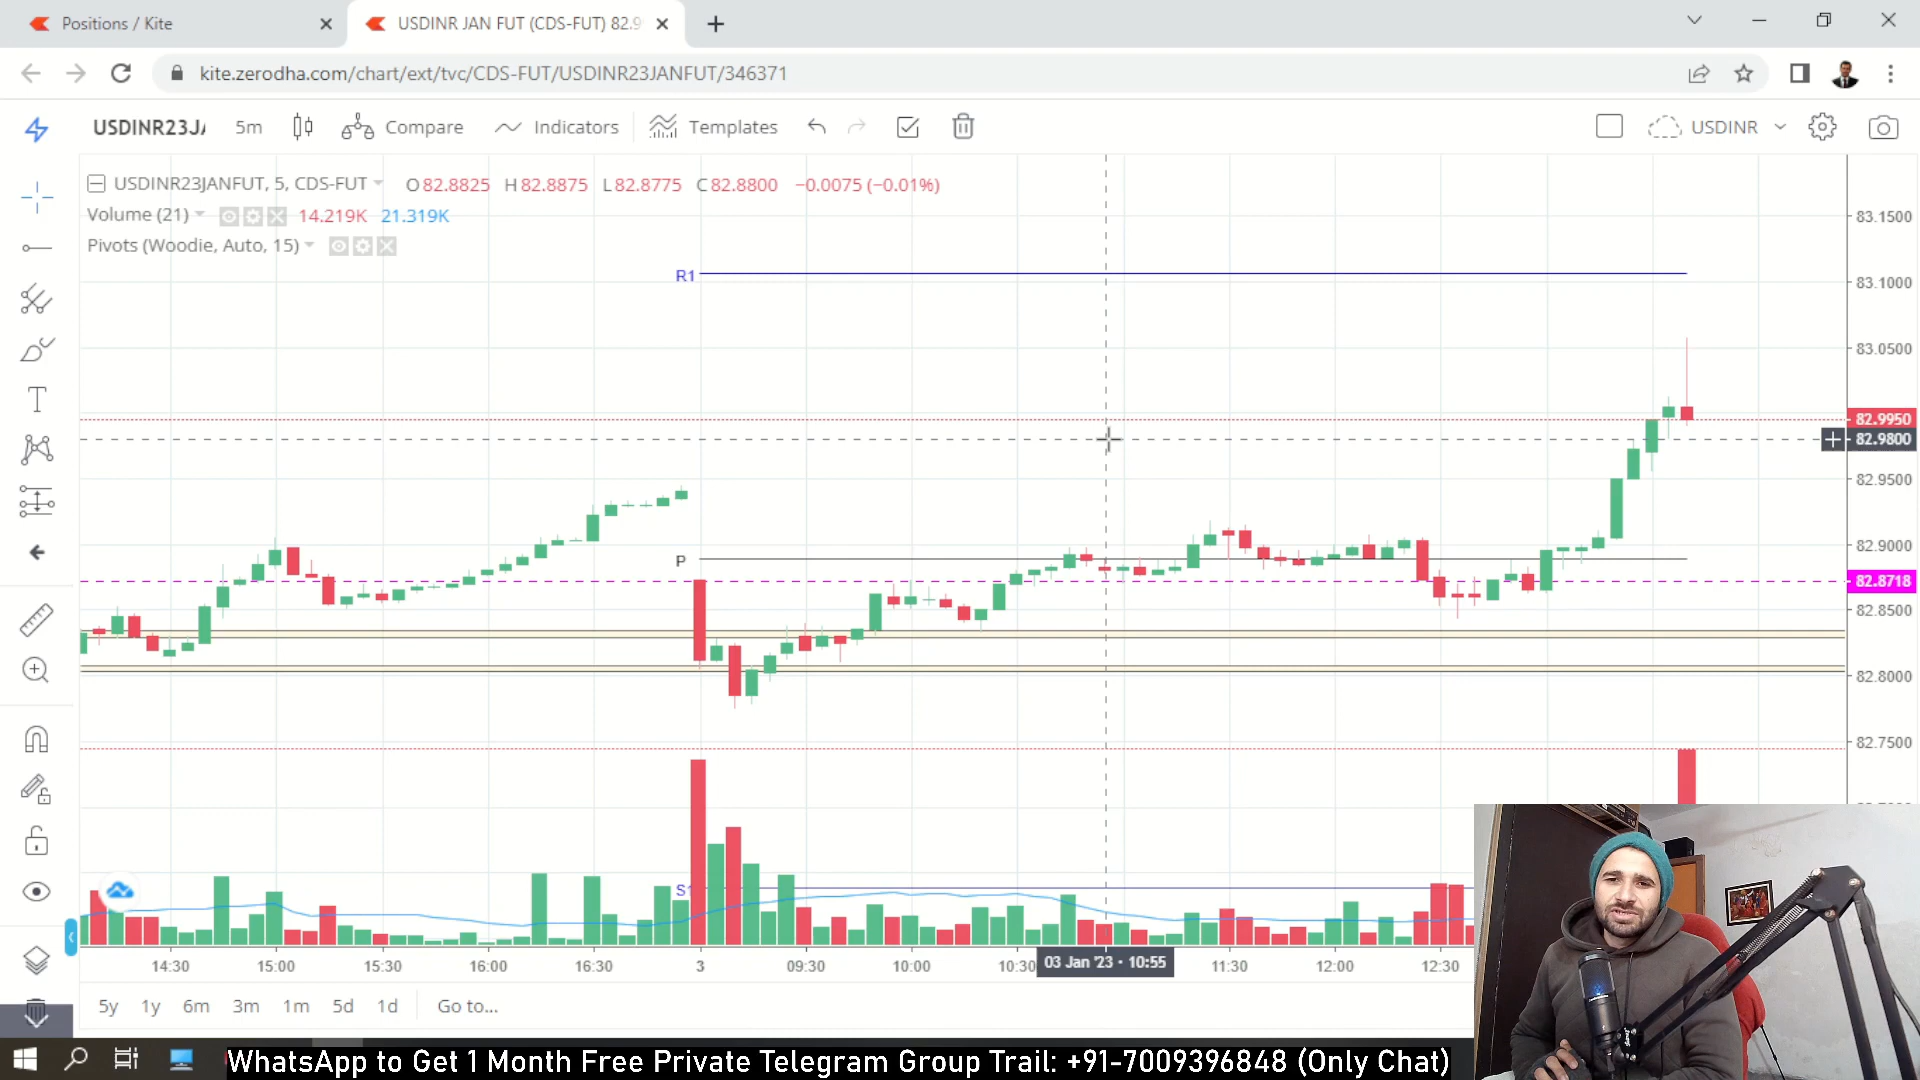 Positions / Kite
USDINR JAN FUT (CDS-FUT) 82.9
kite.zerodha.com/chart/ext/tvc/CDS-FUT/USDINR23JANFUT/346371
USDINR23JA 5m Compare Indicators Templates USDINR
USDINR23JANFUT, 5, CDS-FUT O82.8825 H82.8875 L82.8775 C82.8800 −0.0075 (−0.01%)
Volume (21) 14.219K 21.319K
Pivots (Woodie, Auto, 15)
83.1500
R1
83.1000
83.0500
82.9950
82.9800
82.9500
P
82.9000
82.8718
82.8500
82.8000
82.7500
S1
14:30 15:00 15:30 16:00 16:30 3 09:30 10:00 10:30 03 Jan '23 • 10:55 11:30 12:00 12:30
5y 1y 6m 3m 1m 5d 1d Go to...
WhatsApp to Get 1 Month Free Private Telegram Group Trail: +91-7009396848 (Only Chat)